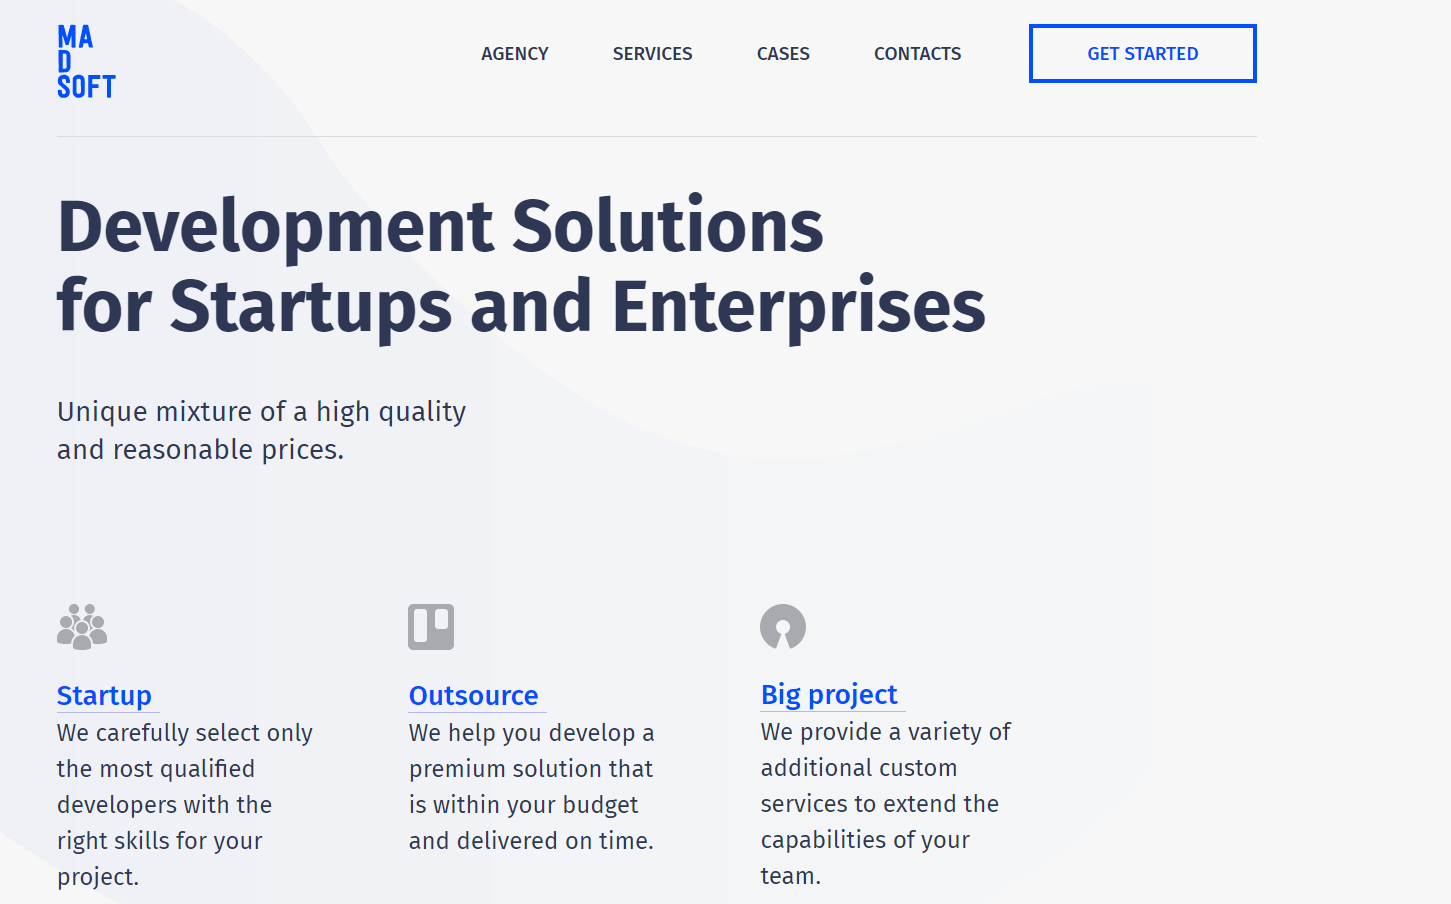 MA
D
SOFT
AGENCY
SERVICES
CASES
CONTACTS
GET STARTED
Development Solutions
for Startups and Enterprises
Unique mixture of a high quality
and reasonable prices.
Startup
We carefully select only
the most qualified
developers with the
right skills for your
project.
Outsource
We help you develop a
premium solution that
is within your budget
and delivered on time.
Big project
We provide a variety of
additional custom
services to extend the
capabilities of your
team.